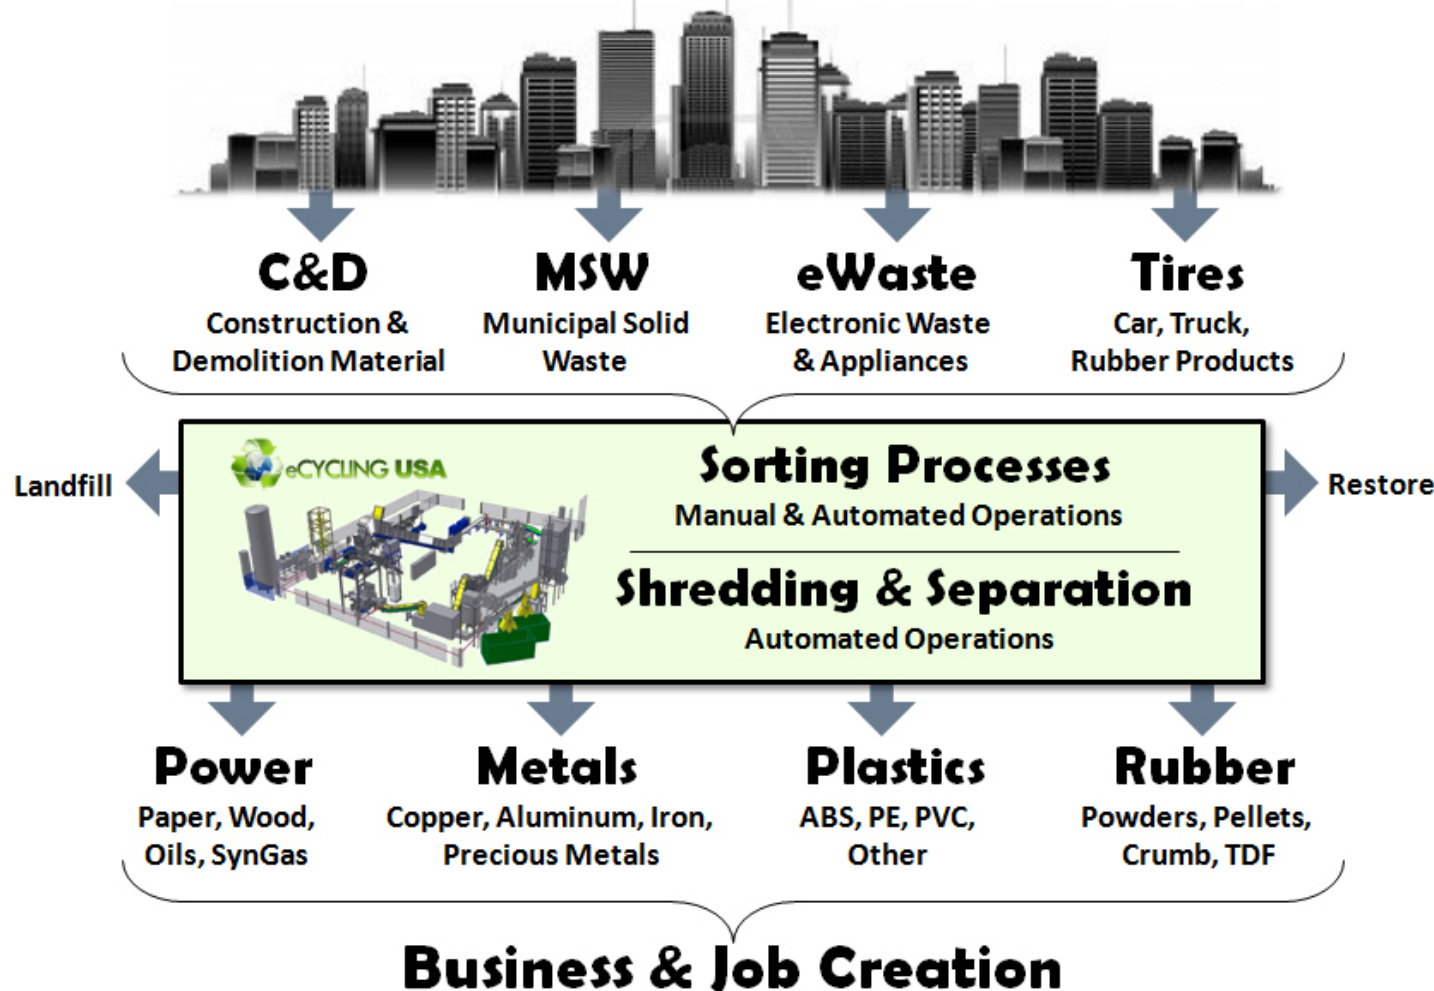 C&D
Construction &
Demolition Material
MSW
Municipal Solid
Waste
eWaste
Electronic Waste
& Appliances
Tires
Car, Truck,
Rubber Products
Landfill
eCYCLING USA
Sorting Processes
Manual & Automated Operations
Shredding & Separation
Automated Operations
Restore
Power
Paper, Wood,
Oils, SynGas
Metals
Copper, Aluminum, Iron,
Precious Metals
Plastics
ABS, PE, PVC,
Other
Rubber
Powders, Pellets,
Crumb, TDF
Business & Job Creation